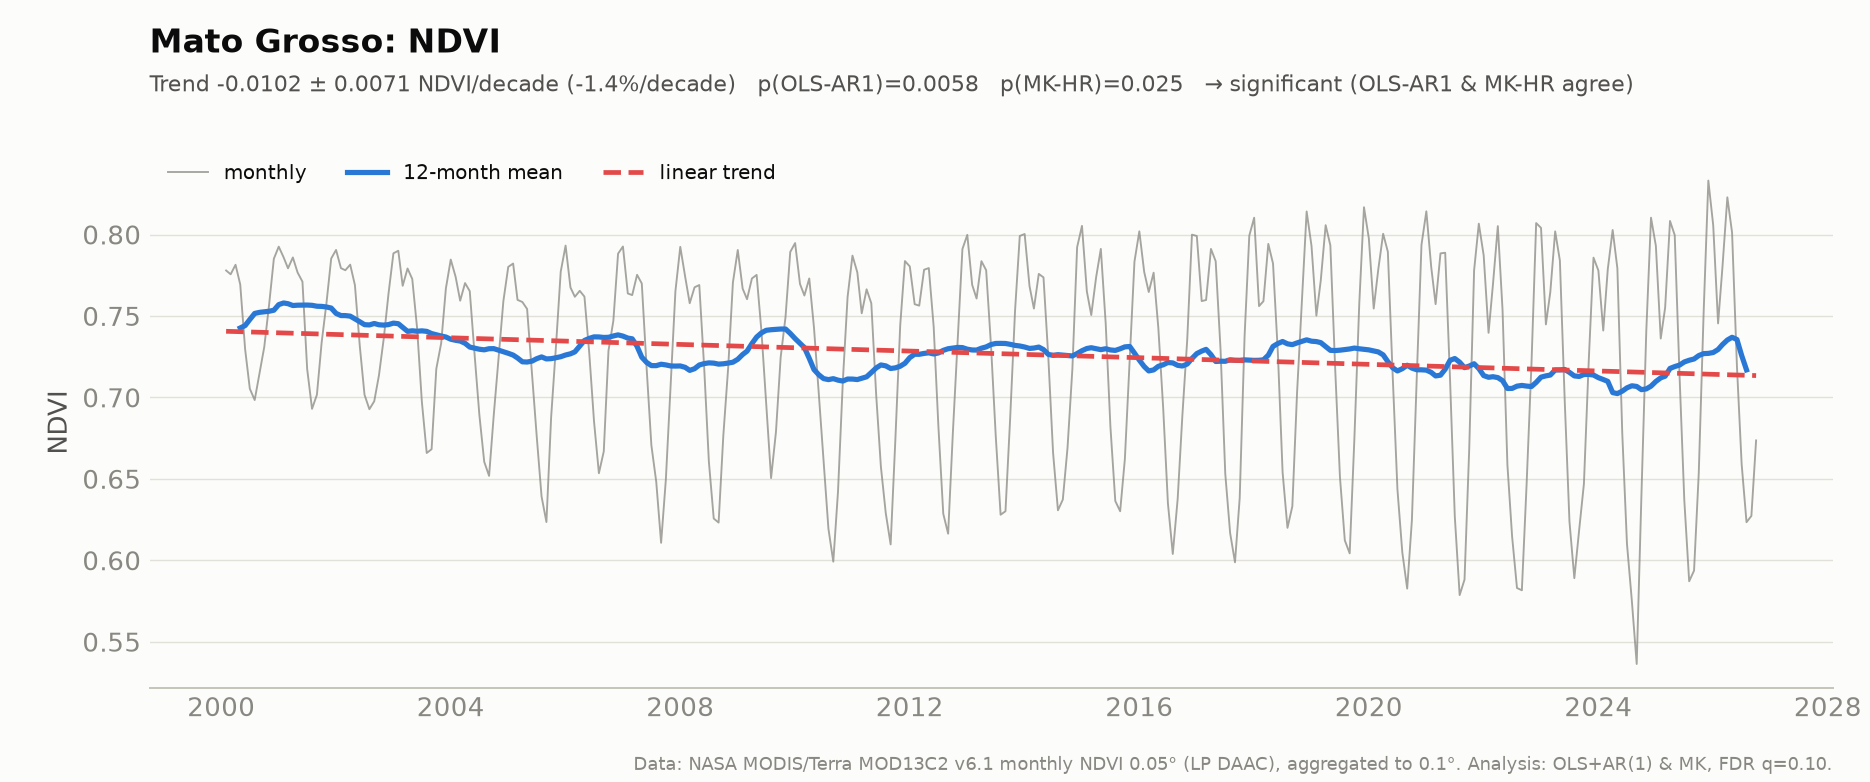 Mato Grosso: NDVI
Trend -0.0102 ± 0.0071 NDVI/decade (-1.4%/decade) p(OLS-AR1)=0.0058 p(MK-HR)=0.025 → significant (OLS-AR1 & MK-HR agree)
monthly 12-month mean linear trend
0.80
0.75
0.70
0.65
0.60
0.55
NDVI
2000 2004 2008 2012 2016 2020 2024 2028
Data: NASA MODIS/Terra MOD13C2 v6.1 monthly NDVI 0.05° (LP DAAC), aggregated to 0.1°. Analysis: OLS+AR(1) & MK, FDR q=0.10.